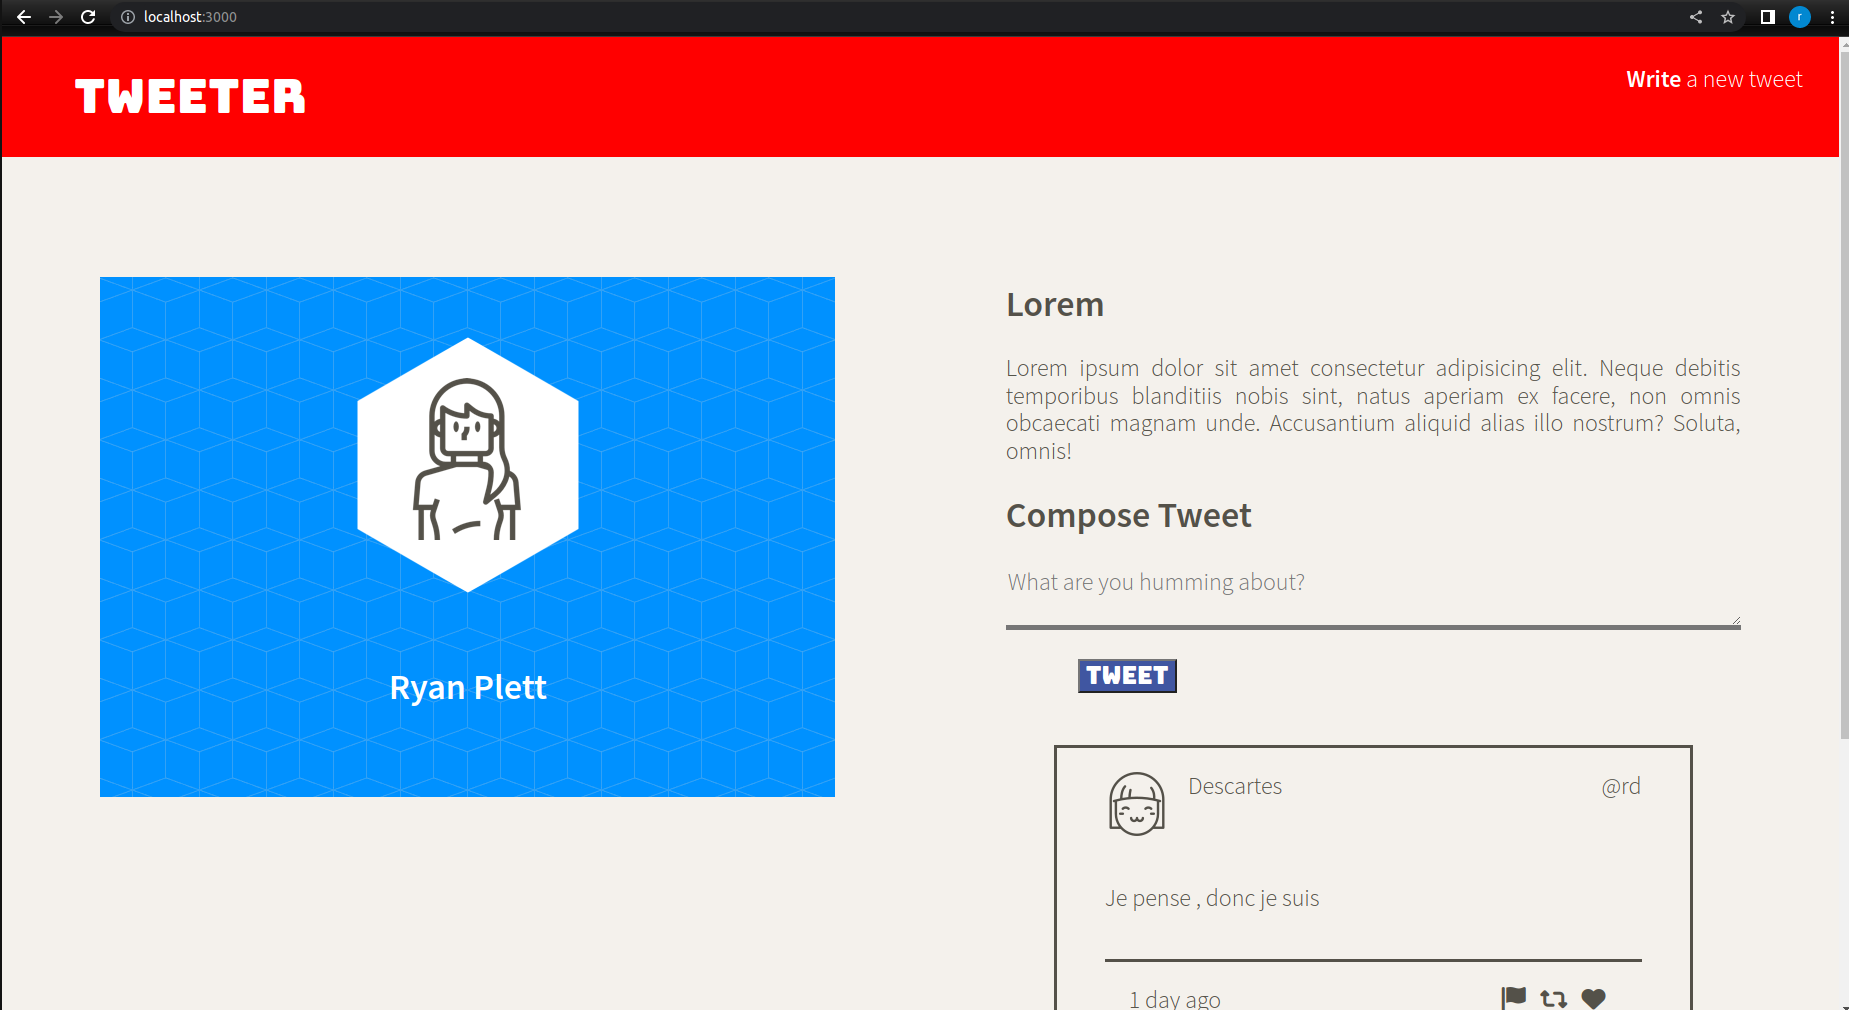 localhost:3000
r
TWEETER
Write a new tweet
Ryan Plett
Lorem
Lorem ipsum dolor sit amet consectetur adipisicing elit. Neque debitis
temporibus blanditiis nobis sint, natus aperiam ex facere, non omnis
obcaecati magnam unde. Accusantium aliquid alias illo nostrum? Soluta,
omnis!
Compose Tweet
What are you humming about?
TWEET
Descartes @rd
Je pense , donc je suis
1 day ago